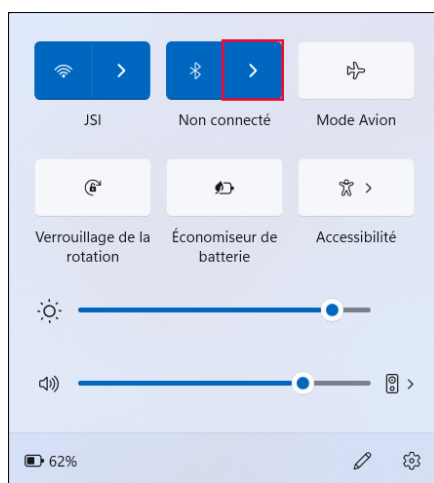 JSI
Non connecté
Mode Avion
Verrouillage de la
rotation
Économiseur de
batterie
Accessibilité
62%